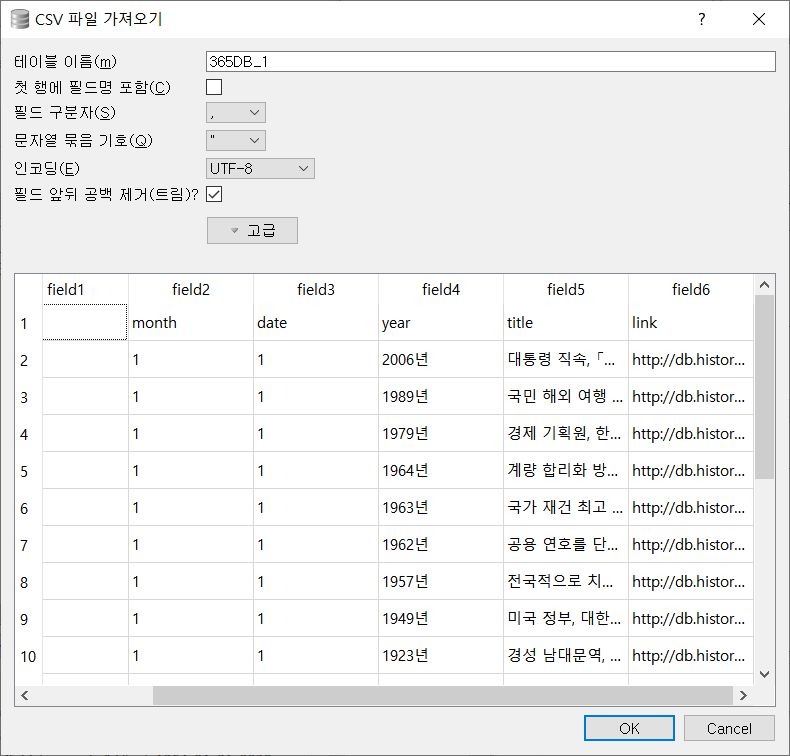 CSV 파일 가져오기
테이블 이름(m) 365DB_1
첫 행에 필드명 포함(C)
필드 구분자(S) ,
문자열 묶음 기호(Q) "
인코딩(E) UTF-8
필드 앞뒤 공백 제거(트림)?
고급
field1 field2 field3 field4 field5 field6
1 month date year title link
2 1 1 2006년 대통령 직속, 「... http://db.histor...
3 1 1 1989년 국민 해외 여행 ... http://db.histor...
4 1 1 1979년 경제 기획원, 한... http://db.histor...
5 1 1 1964년 계량 합리화 방... http://db.histor...
6 1 1 1963년 국가 재건 최고 ... http://db.histor...
7 1 1 1962년 공용 연호를 단... http://db.histor...
8 1 1 1957년 전국적으로 치... http://db.histor...
9 1 1 1949년 미국 정부, 대한... http://db.histor...
10 1 1 1923년 경성 남대문역, ... http://db.histor...
OK Cancel